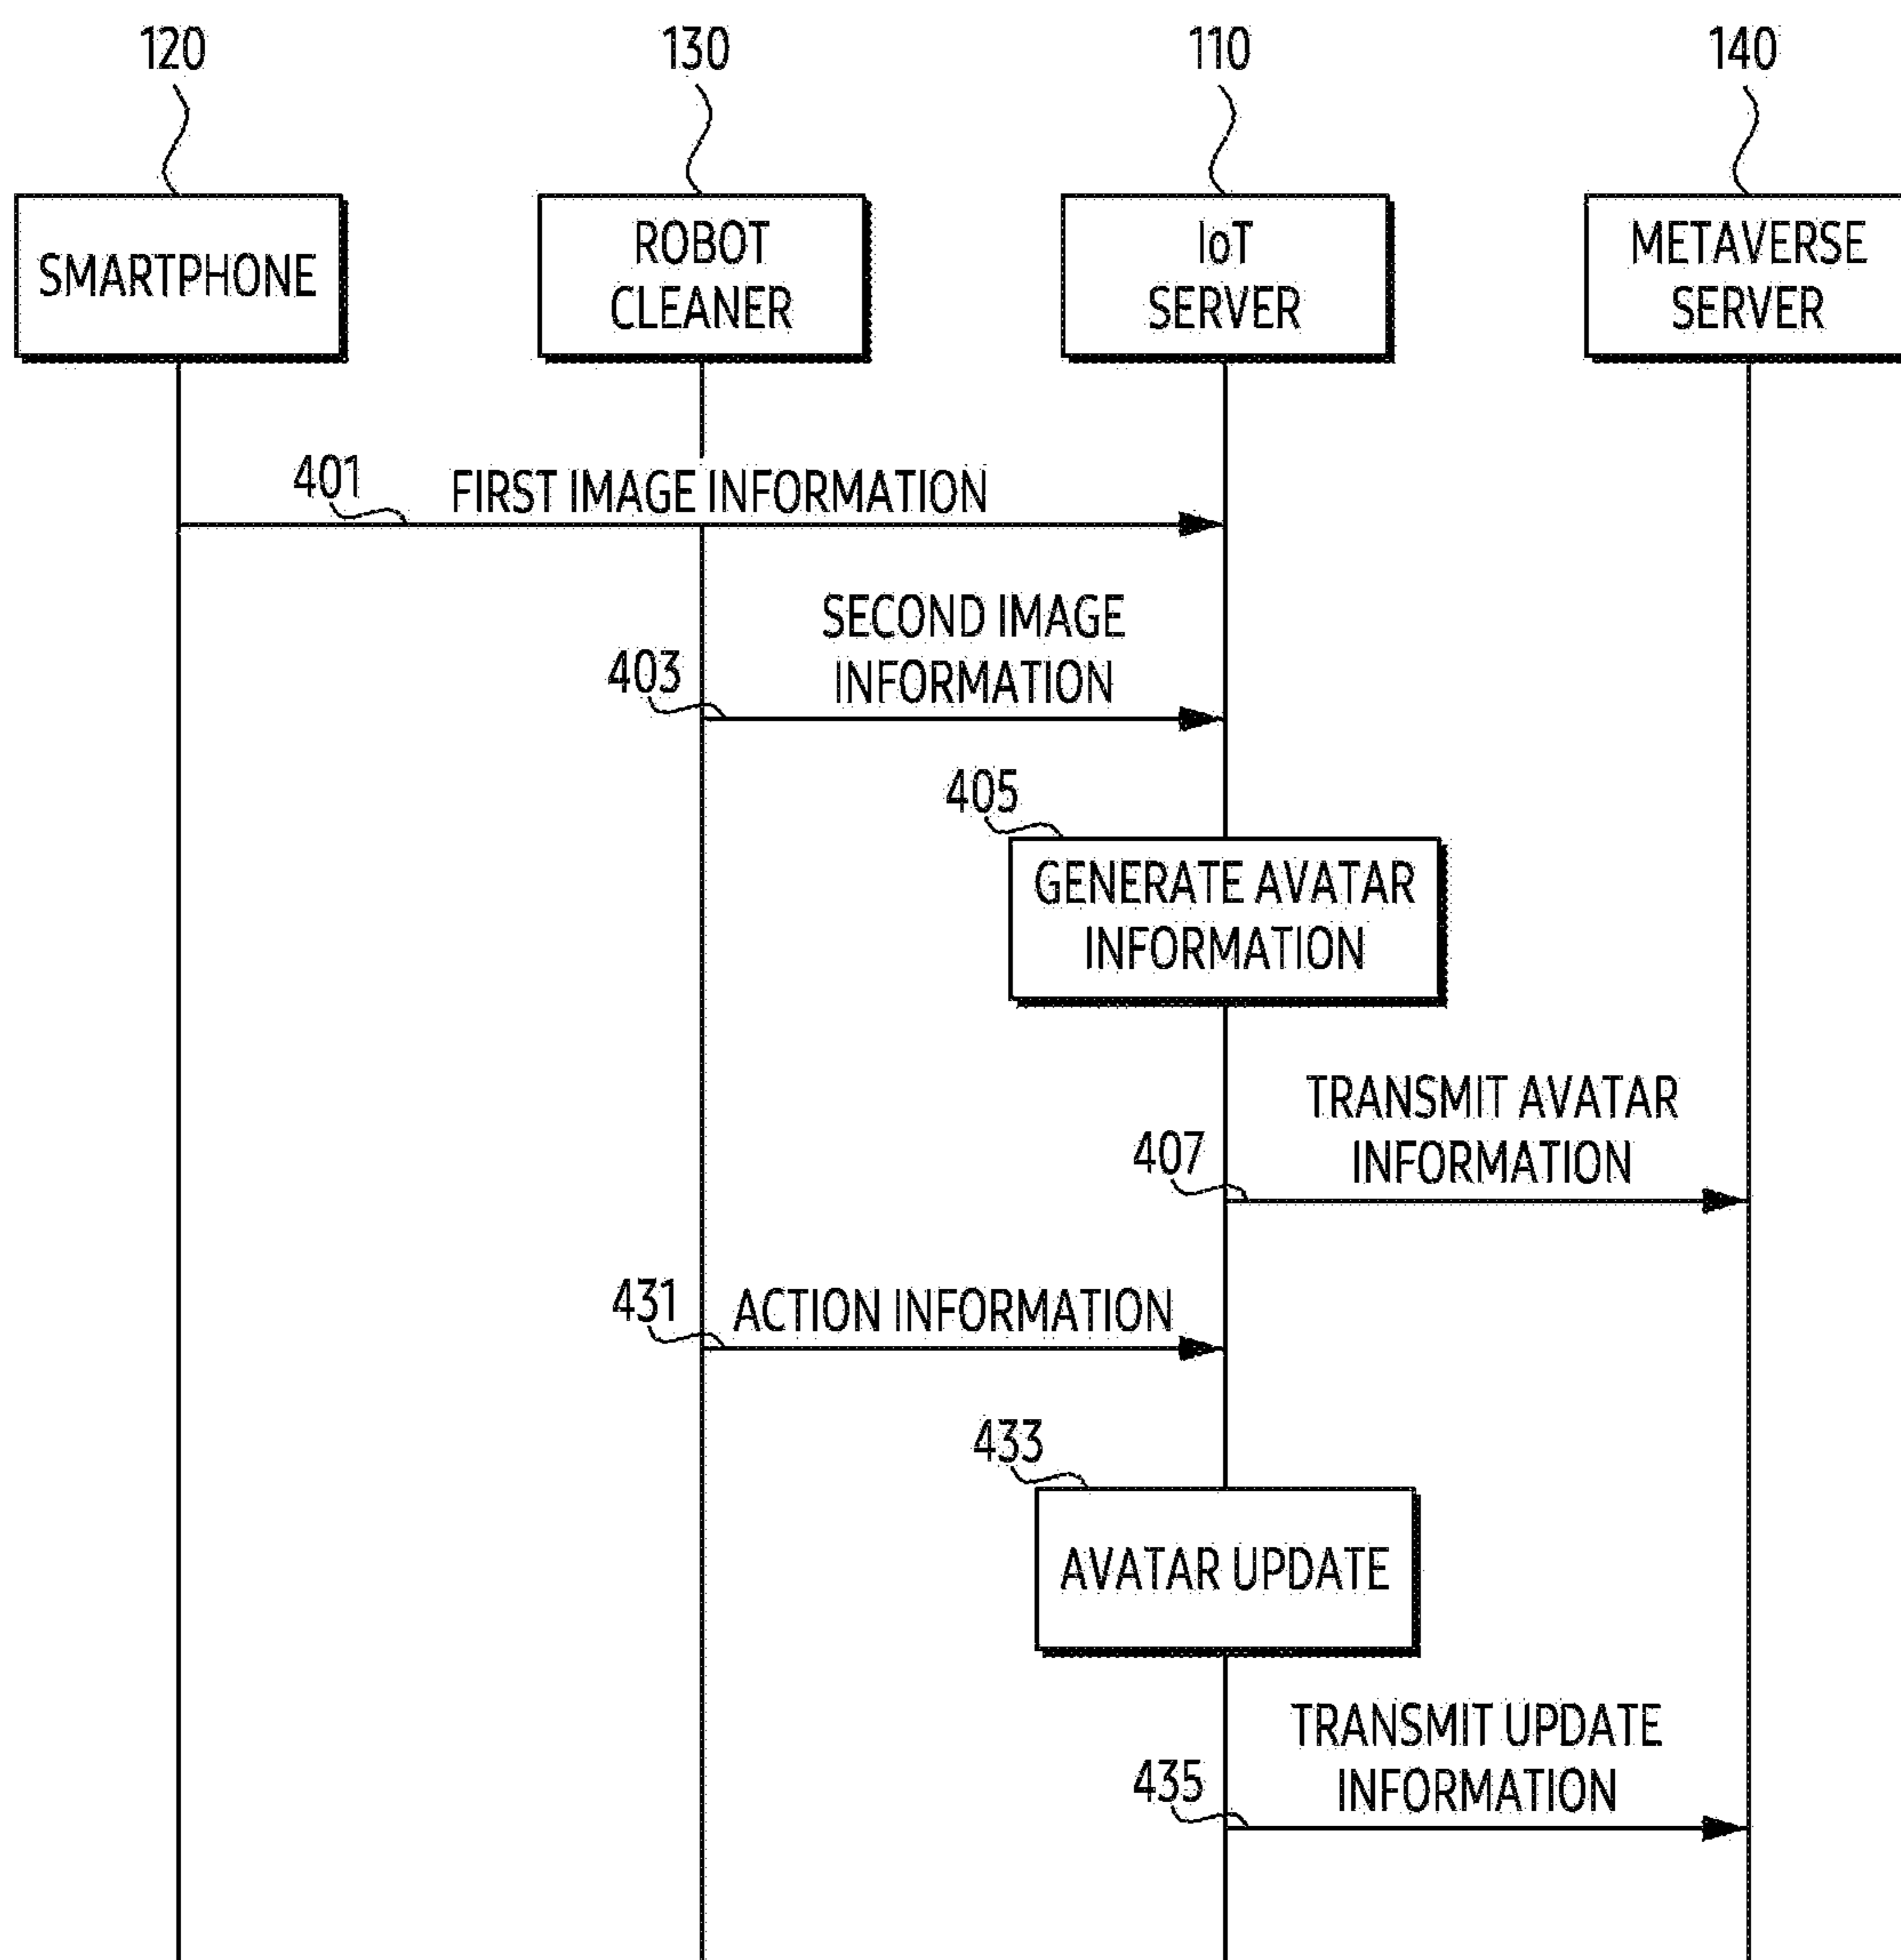 120
130
110
140
SMARTPHONE
ROBOT
CLEANER
IoT
SERVER
METAVERSE
SERVER
401
FIRST IMAGE INFORMATION
SECOND IMAGE
INFORMATION
403
405
GENERATE AVATAR
INFORMATION
TRANSMIT AVATAR
INFORMATION
407
431
ACTION INFORMATION
433
AVATAR UPDATE
TRANSMIT UPDATE
INFORMATION
435